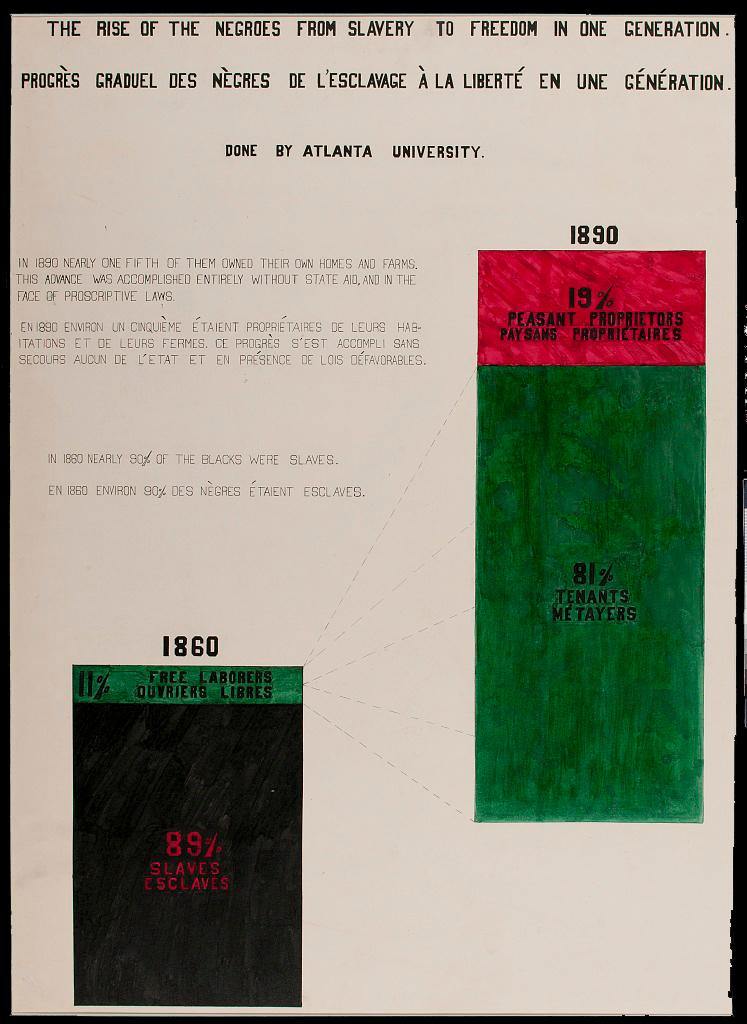 THE RISE OF THE NEGROES FROM SLAVERY TO FREEDOM IN ONE GENERATION.
PROGRÈS GRADUEL DES NÈGRES DE L'ESCLAVAGE À LA LIBERTÉ EN UNE GÉNÉRATION.
DONE BY ATLANTA UNIVERSITY.
IN 1890 NEARLY ONE FIFTH OF THEM OWNED THEIR OWN HOMES AND FARMS.
THIS ADVANCE WAS ACCOMPLISHED ENTIRELY WITHOUT STATE AID, AND IN THE
FACE OF PROSCRIPTIVE LAWS.
EN 1890 ENVIRON UN CINQUIÈME ÉTAIENT PROPRIÉTAIRES DE LEURS HAB-
ITATIONS ET DE LEURS FERMES. CE PROGRÈS S'EST ACCOMPLI SANS
SECOURS AUCUN DE L'ETAT ET EN PRÉSENCE DE LOIS DÉFAVORABLES.
IN 1860 NEARLY 90% OF THE BLACKS WERE SLAVES.
EN 1860 ENVIRON 90% DES NÈGRES ÉTAIENT ESCLAVES.
1890
19%
PEASANT PROPRIETORS
PAYSANS PROPRIÉTAIRES
81%
TENANTS
MÉTAYERS
1860
11% FREE LABORERS
OUVRIERS LIBRES
89%
SLAVES
ESCLAVES